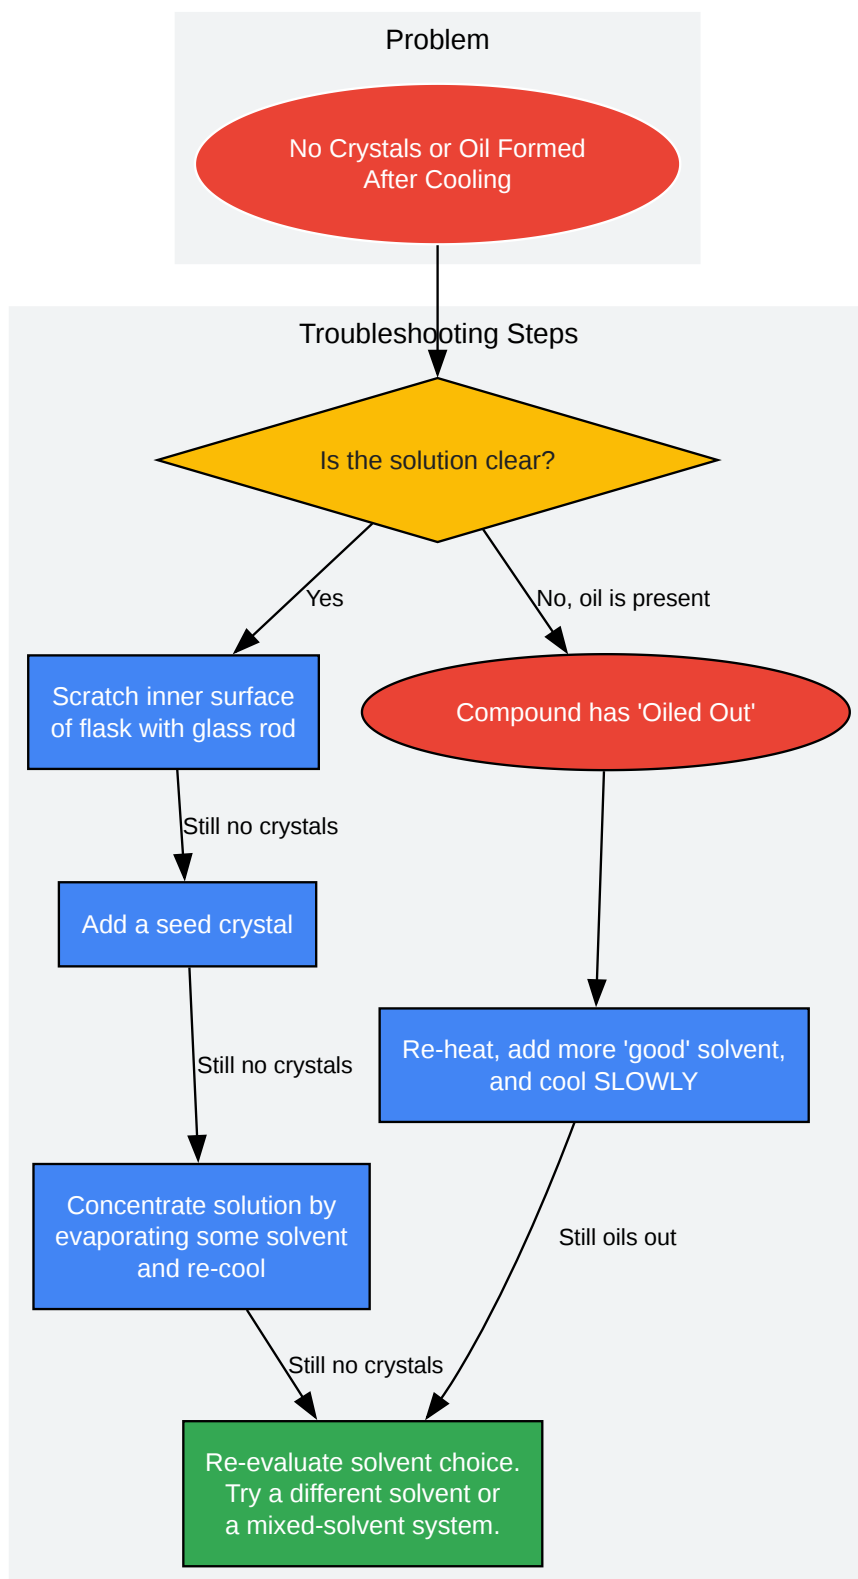 Problem
No Crystals or Oil Formed
After Cooling
Troubleshooting Steps
Is the solution clear?
Yes
No, oil is present
Scratch inner surface
of flask with glass rod
Compound has 'Oiled Out'
Still no crystals
Add a seed crystal
Still no crystals
Re-heat, add more 'good' solvent,
and cool SLOWLY
Concentrate solution by
evaporating some solvent
and re-cool
Still oils out
Still no crystals
Re-evaluate solvent choice.
Try a different solvent or
a mixed-solvent system.